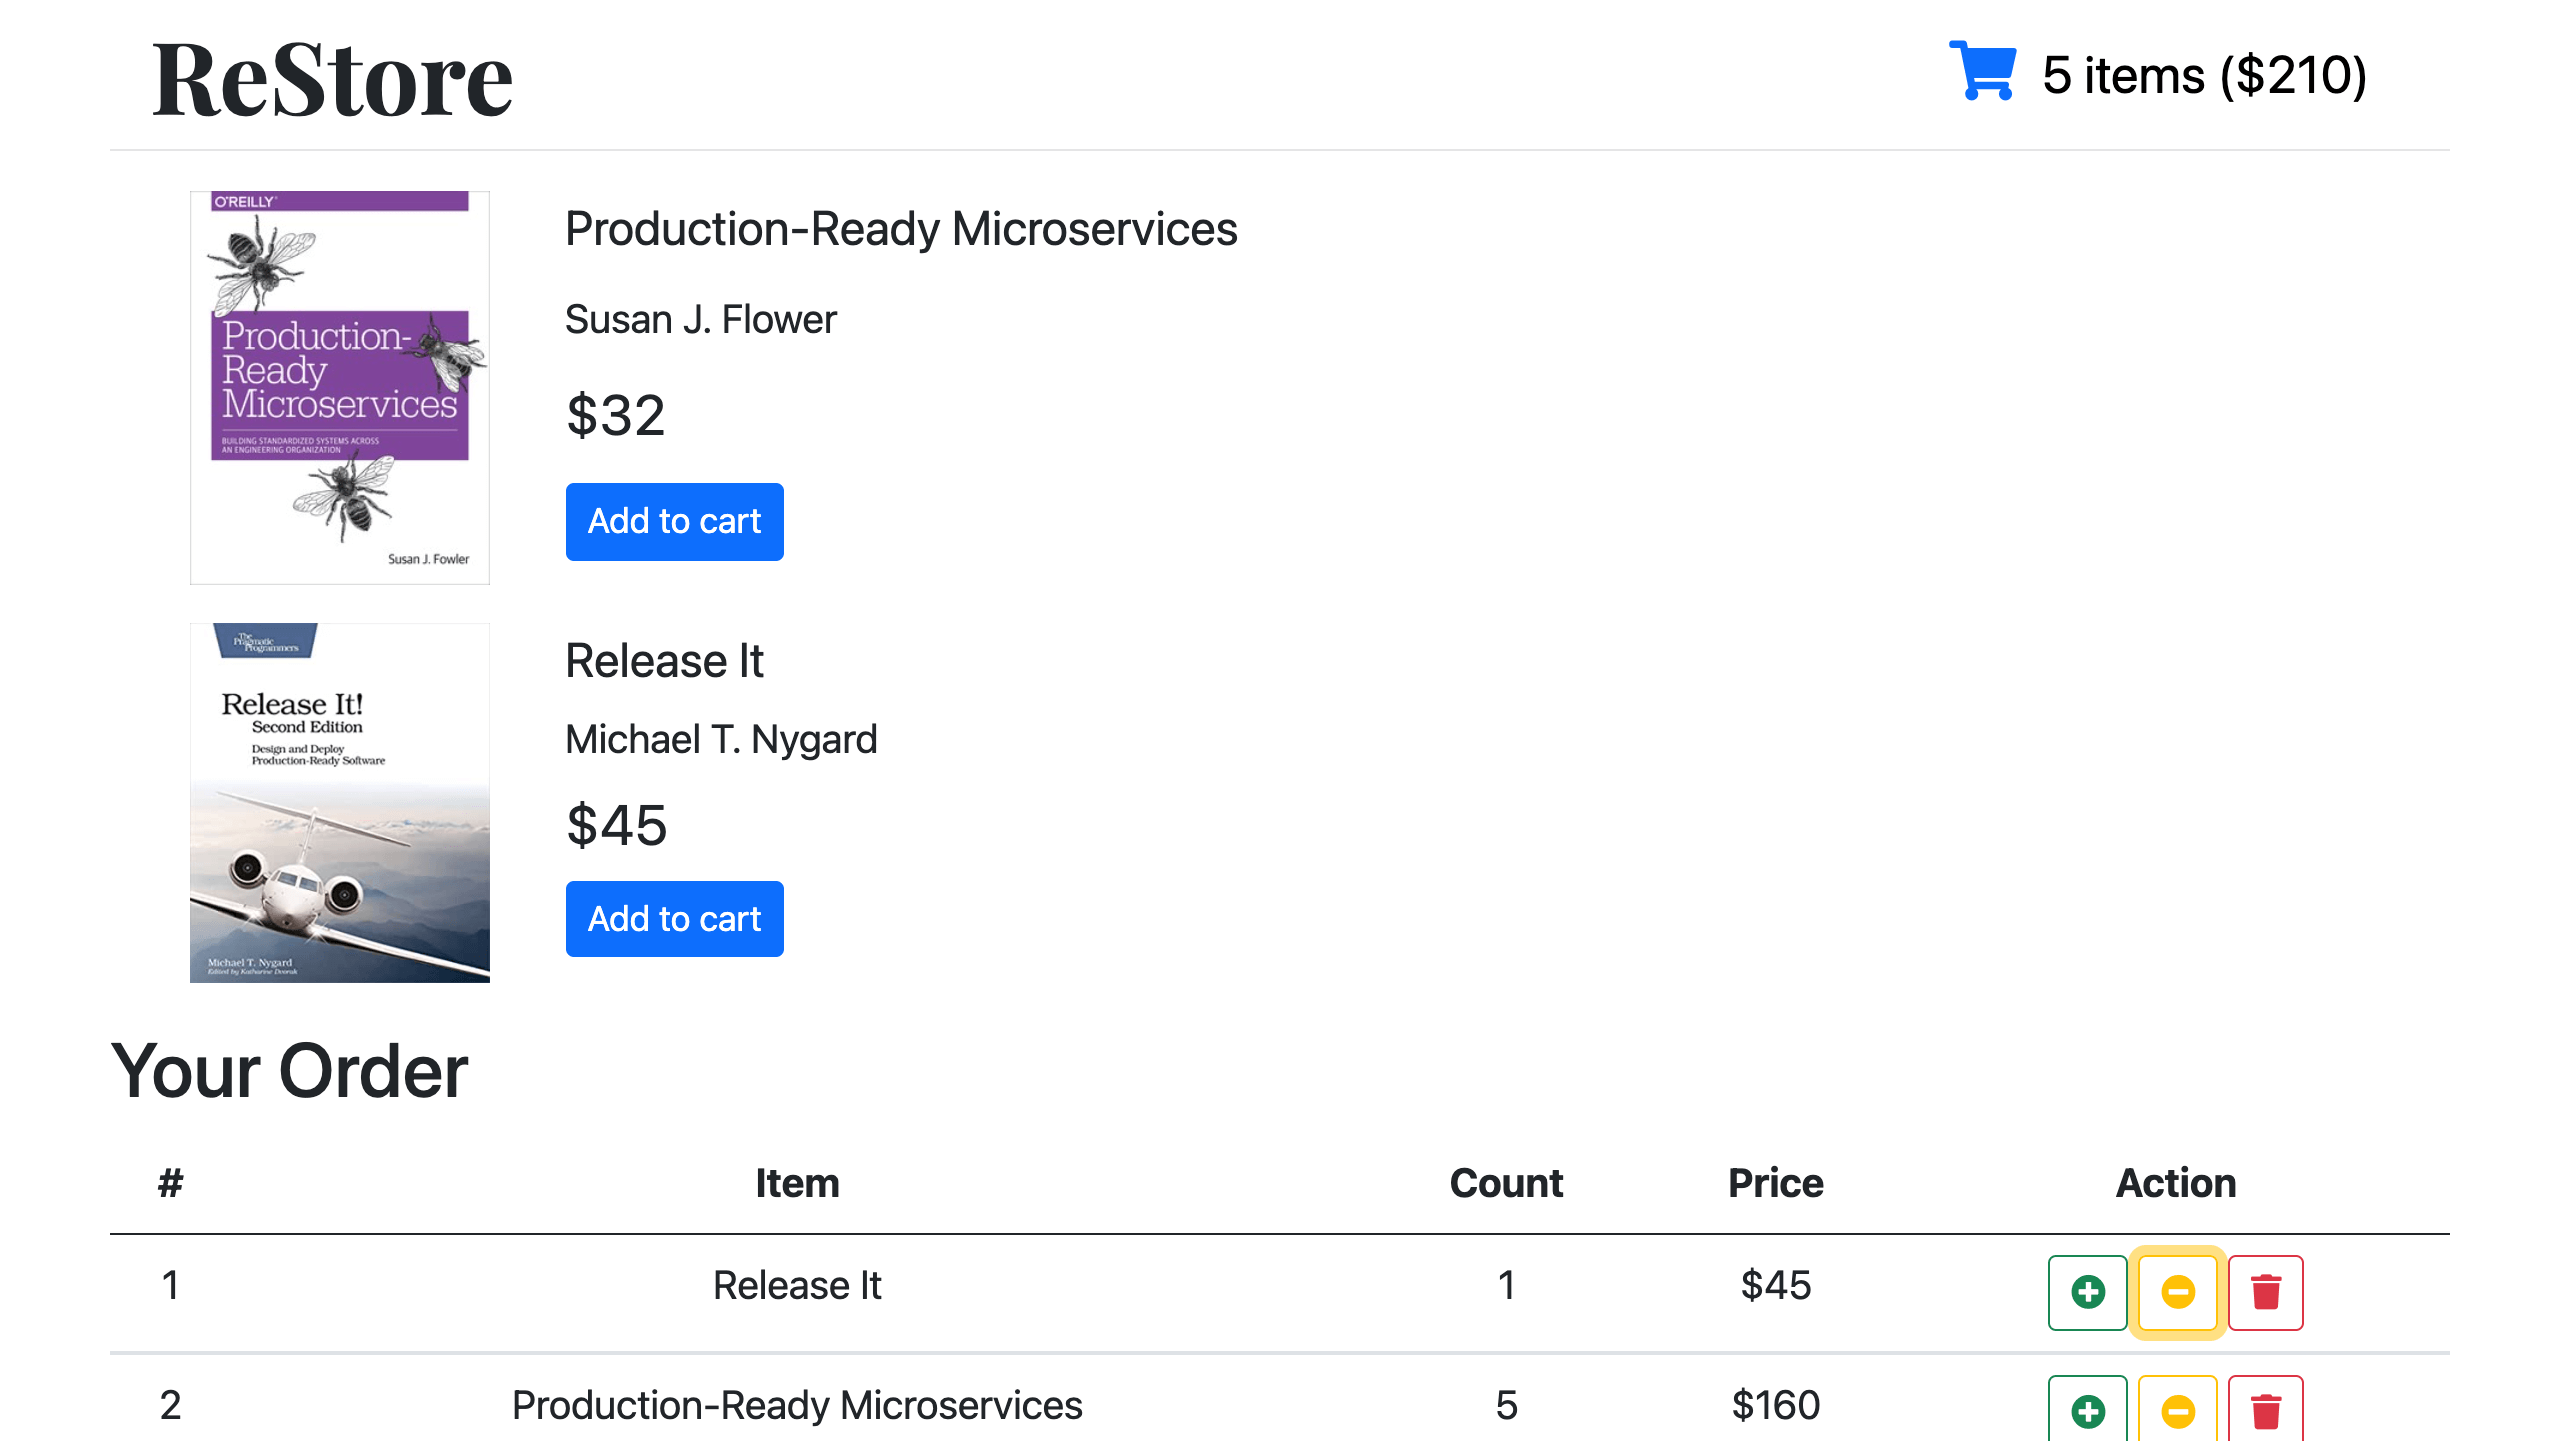 ReStore
5 items ($210)
O'REILLY
Production-
Ready
Microservices
BUILDING STANDARDIZED SYSTEMS ACROSS
AN ENGINEERING ORGANIZATION
Susan J. Fowler
Production-Ready Microservices
Susan J. Flower
$32
Add to cart
The
Pragmatic
Programmers
Release It!
Second Edition
Design and Deploy
Production-Ready Software
Michael T. Nygard
Edited by Katharine Dvorak
Release It
Michael T. Nygard
$45
Add to cart
Your Order
# Item Count Price Action
1 Release It 1 $45
2 Production-Ready Microservices 5 $160